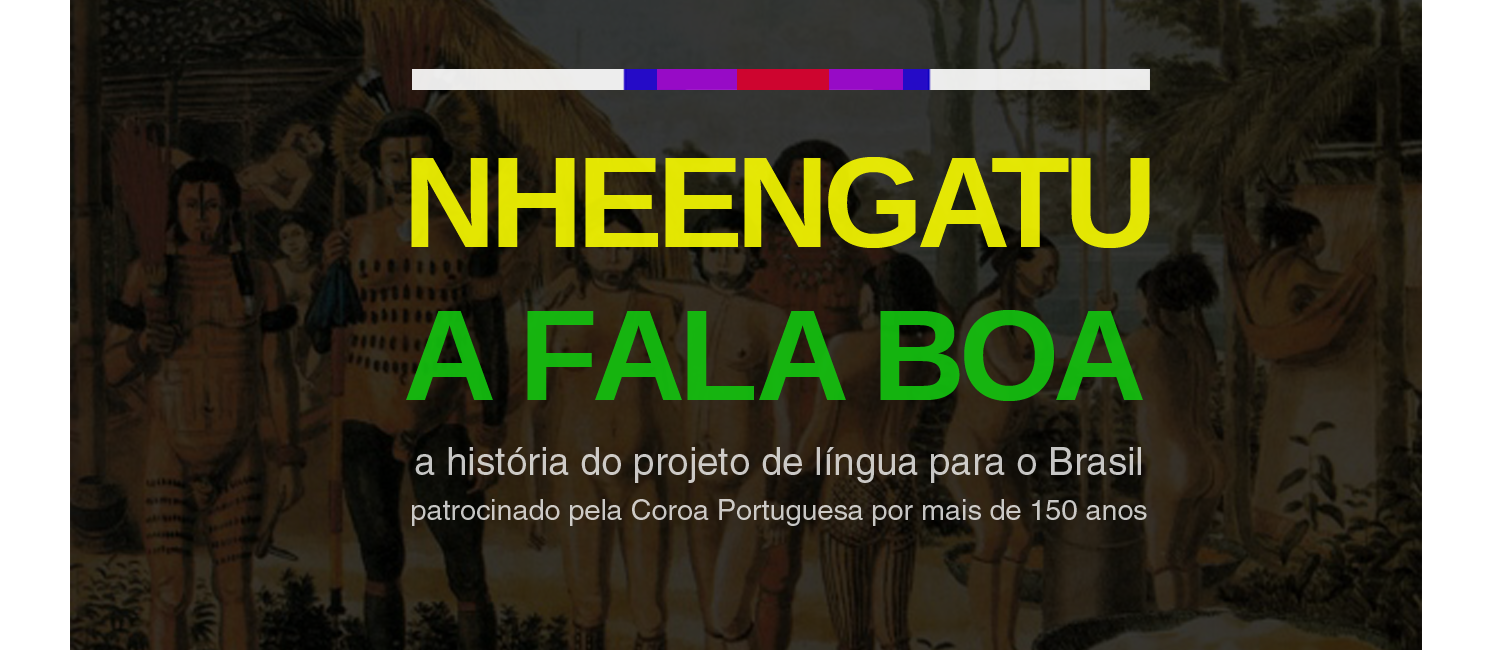 NHEENGATU
A FALA BOA
a história do projeto de língua para o Brasil
patrocinado pela Coroa Portuguesa por mais de 150 anos